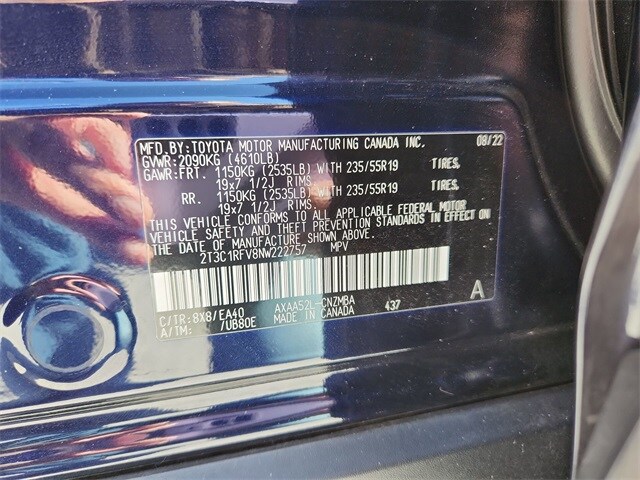 MFD.BY:TOYOTA MOTOR MANUFACTURING CANADA INC. 08/22
GVWR:2090KG (4610LB)
GAWR:FRT. 1150KG (2535LB) WITH 235/55R19 TIRES,
19x7 1/2J RIMS,
RR. 1150KG (2535LB) WITH 235/55R19 TIRES,
19x7 1/2J RIMS.
THIS VEHICLE CONFORMS TO ALL APPLICABLE FEDERAL MOTOR
VEHICLE SAFETY AND THEFT PREVENTION STANDARDS IN EFFECT ON
THE DATE OF MANUFACTURE SHOWN ABOVE.
2T3C1RFV8NW222757 MPV
C/TR:8X8/EA40 AXAA52L-CNZMBA 437 A
A/TM: /UB80E MADE IN CANADA